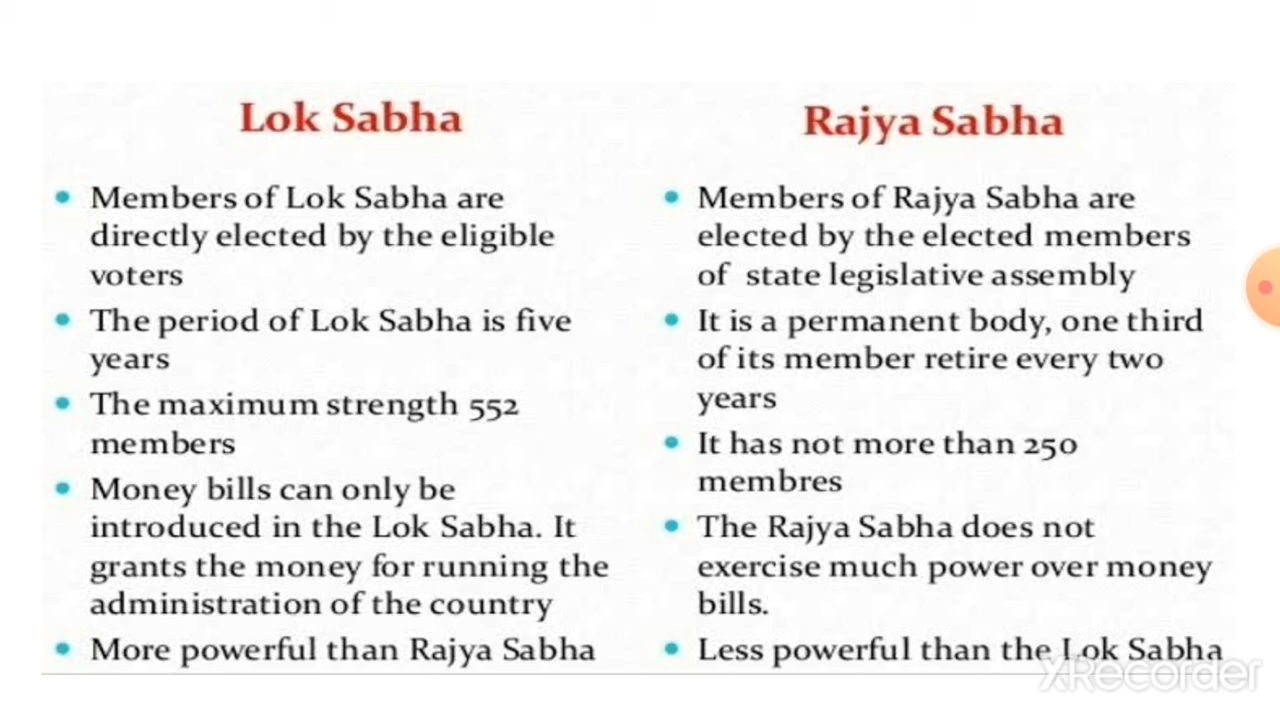 Lok Sabha
• Members of Lok Sabha are
directly elected by the eligible
voters
• The period of Lok Sabha is five
years
• The maximum strength 552
members
• Money bills can only be
introduced in the Lok Sabha. It
grants the money for running the
administration of the country
• More powerful than Rajya Sabha
Rajya Sabha
• Members of Rajya Sabha are
elected by the elected members
of state legislative assembly
• It is a permanent body, one third
of its member retire every two
years
• It has not more than 250
membres
• The Rajya Sabha does not
exercise much power over money
bills.
• Less powerful than the Lok Sabha
XRecorder